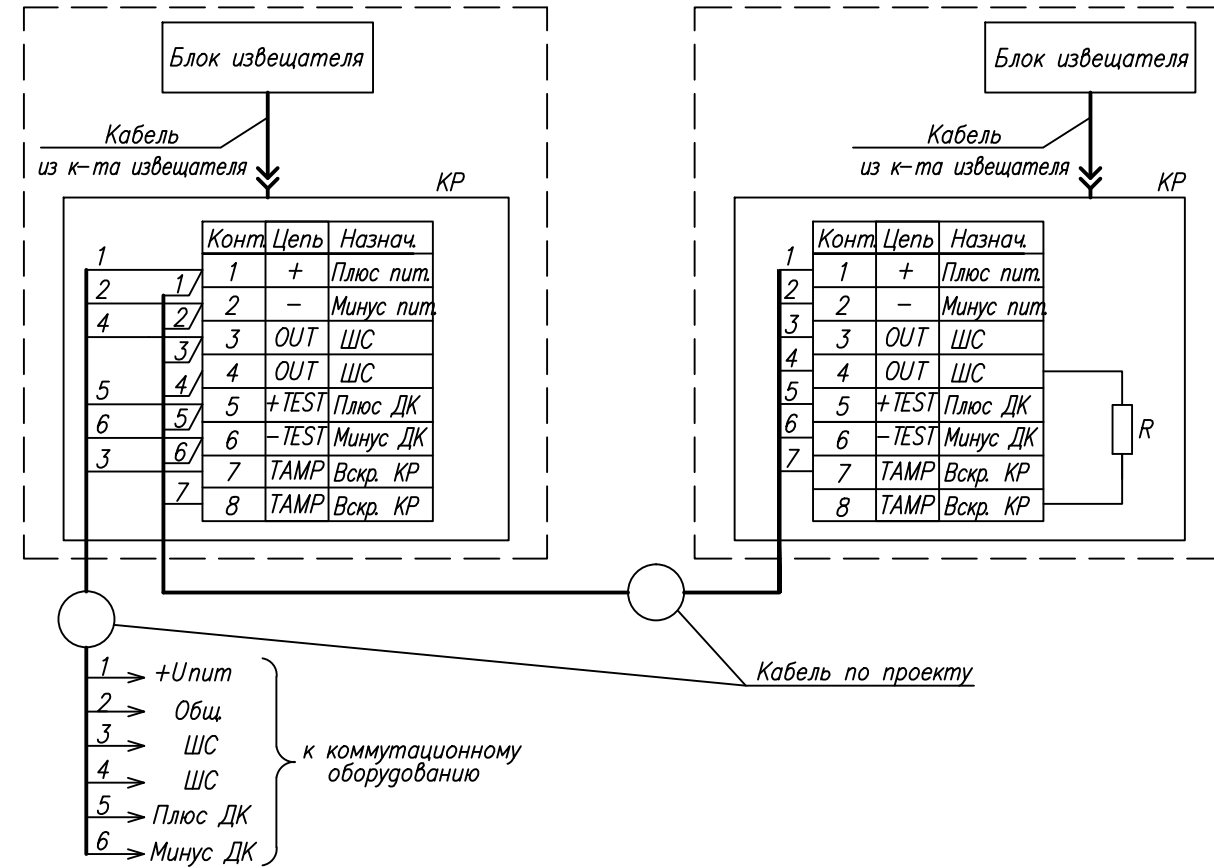 Блок извещателя
Кабель
из к-та извещателя
КР
Конт. Цепь Назнач.
1 + Плюс пит.
2 - Минус пит.
3 OUT ШС
4 OUT ШС
5 +TEST Плюс ДК
6 -TEST Минус ДК
7 TAMP Вскр. КР
8 TAMP Вскр. КР
1
2
4
5
6
3
1
2
3
4
5
6
7
Блок извещателя
Кабель
из к-та извещателя
КР
Конт. Цепь Назнач.
1 + Плюс пит.
2 - Минус пит.
3 OUT ШС
4 OUT ШС
5 +TEST Плюс ДК
6 -TEST Минус ДК
7 TAMP Вскр. КР
8 TAMP Вскр. КР
1
2
3
4
5
6
7
R
Кабель по проекту
1 +Uпит
2 Общ.
3 ШС
4 ШС
5 Плюс ДК
6 Минус ДК
к коммутационному
оборудованию